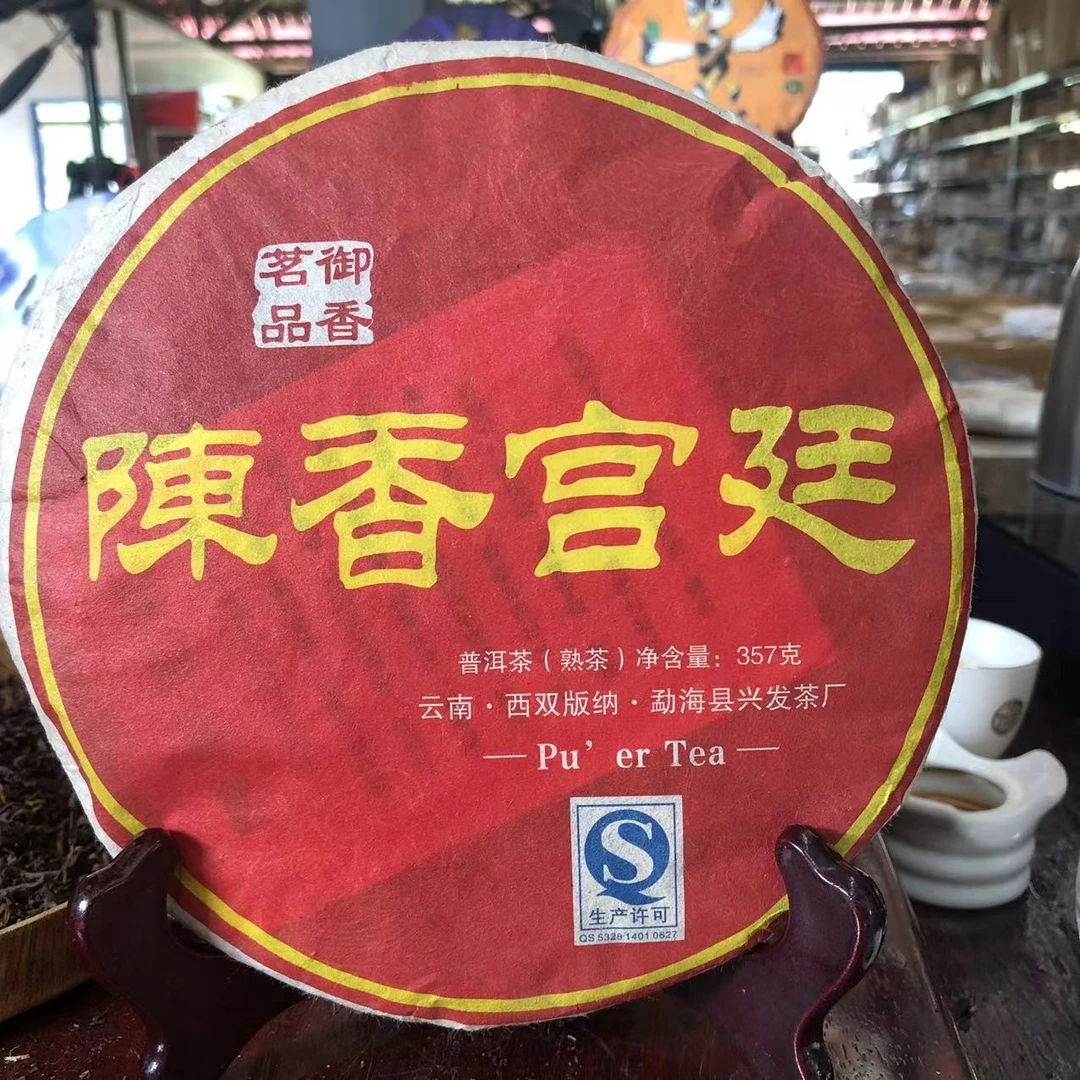 御香茗品
陳香宫廷
普洱茶（熟茶）净含量：357克
云南·西双版纳·勐海县兴发茶厂
— Pu’er Tea —
QS
生产许可
QS 5328 1401 0627